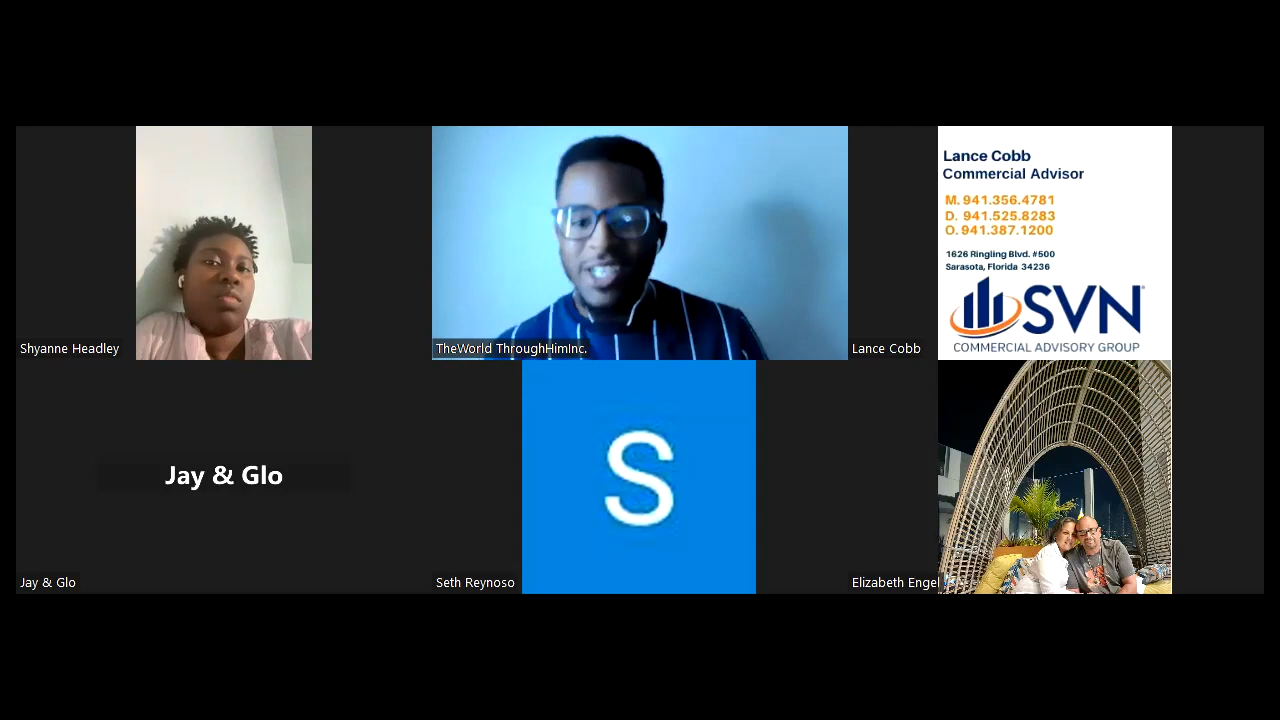 Lance Cobb
Commercial Advisor
M. 941.356.4781
D. 941.525.8283
O. 941.387.1200
1626 Ringling Blvd. #500
Sarasota, Florida 34236
SVN
COMMERCIAL ADVISORY GROUP
Shyanne Headley
TheWorld ThroughHimInc.
Lance Cobb
Jay & Glo
S
Jay & Glo
Seth Reynoso
Elizabeth Engel